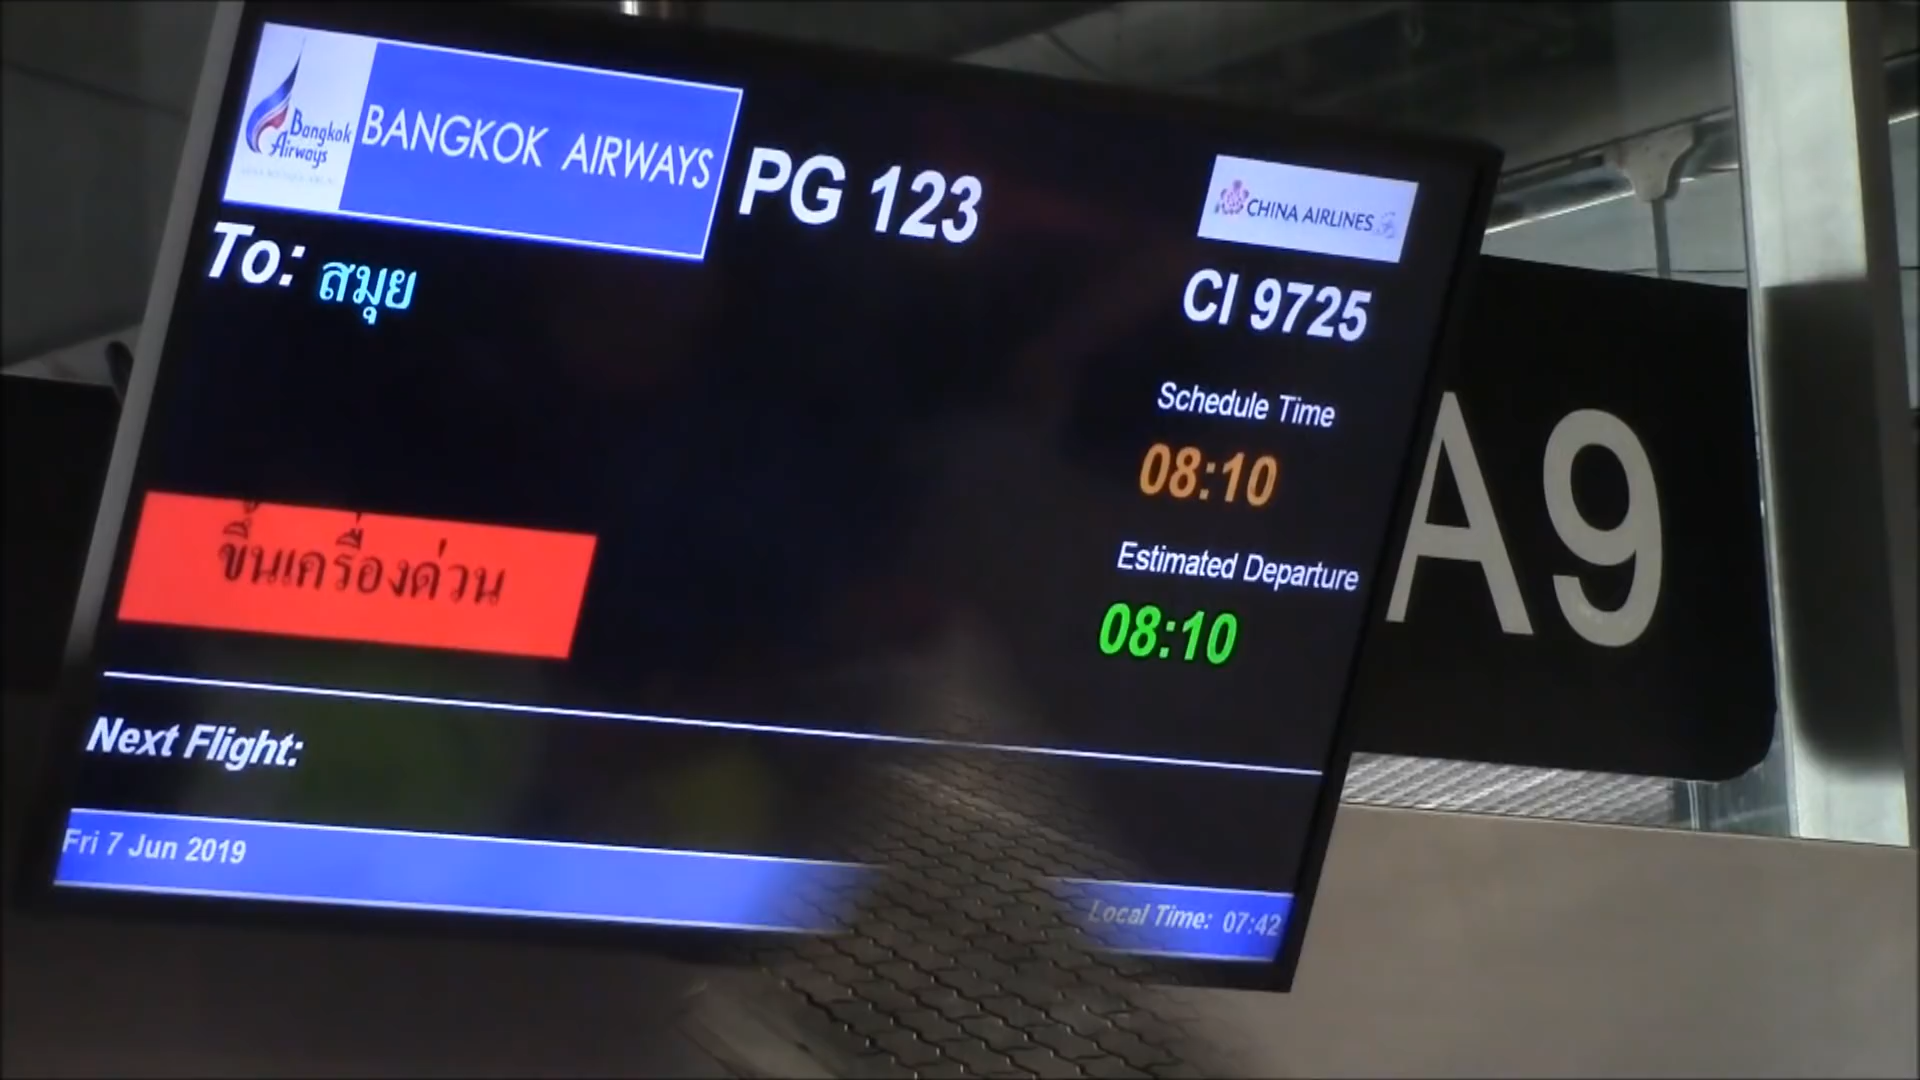 Bangkok
Airways
BANGKOK AIRWAYS
PG 123
CHINA AIRLINES
To: สมุย
CI 9725
Schedule Time
08:10
ขึ้นเครื่องด่วน
Estimated Departure
08:10
A9
Next Flight:
Fri 7 Jun 2019
Local Time: 07:42